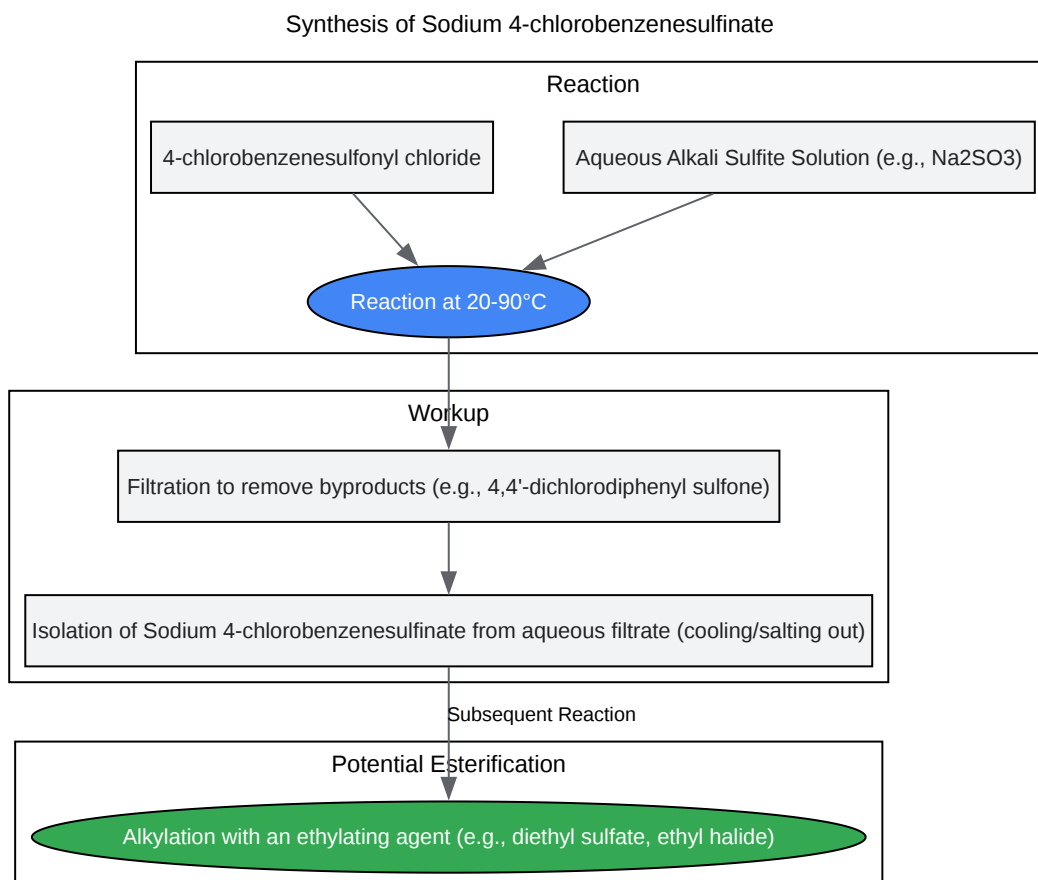 Synthesis of Sodium 4-chlorobenzenesulfinate
Reaction
4-chlorobenzenesulfonyl chloride
Aqueous Alkali Sulfite Solution (e.g., Na2SO3)
Reaction at 20-90°C
Workup
Filtration to remove byproducts (e.g., 4,4'-dichlorodiphenyl sulfone)
Isolation of Sodium 4-chlorobenzenesulfinate from aqueous filtrate (cooling/salting out)
Subsequent Reaction
Potential Esterification
Alkylation with an ethylating agent (e.g., diethyl sulfate, ethyl halide)